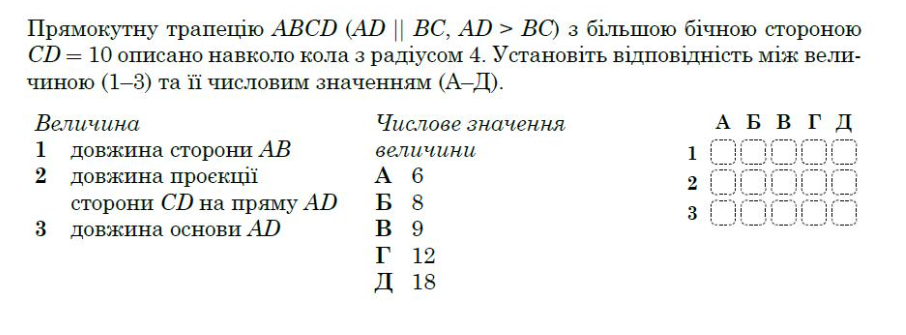 Прямокутну трапецію ABCD (AD || BC, AD > BC) з більшою бічною стороною
CD = 10 описано навколо кола з радіусом 4. Установіть відповідність між вели-
чиною (1–3) та її числовим значенням (А–Д).
Величина
1 довжина сторони AB
2 довжина проєкції
сторони CD на пряму AD
3 довжина основи AD
Числове значення
величини
А 6
Б 8
В 9
Г 12
Д 18
А Б В Г Д
1
2
3